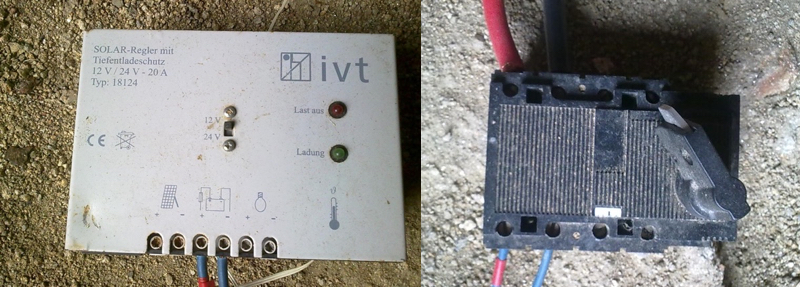 SOLAR-Regler mit
Tiefentladeschutz
12 V / 24 V - 20 A
Typ: 18124
ivt
Last aus
12 V
24 V
Ladung
CE
- + - + -